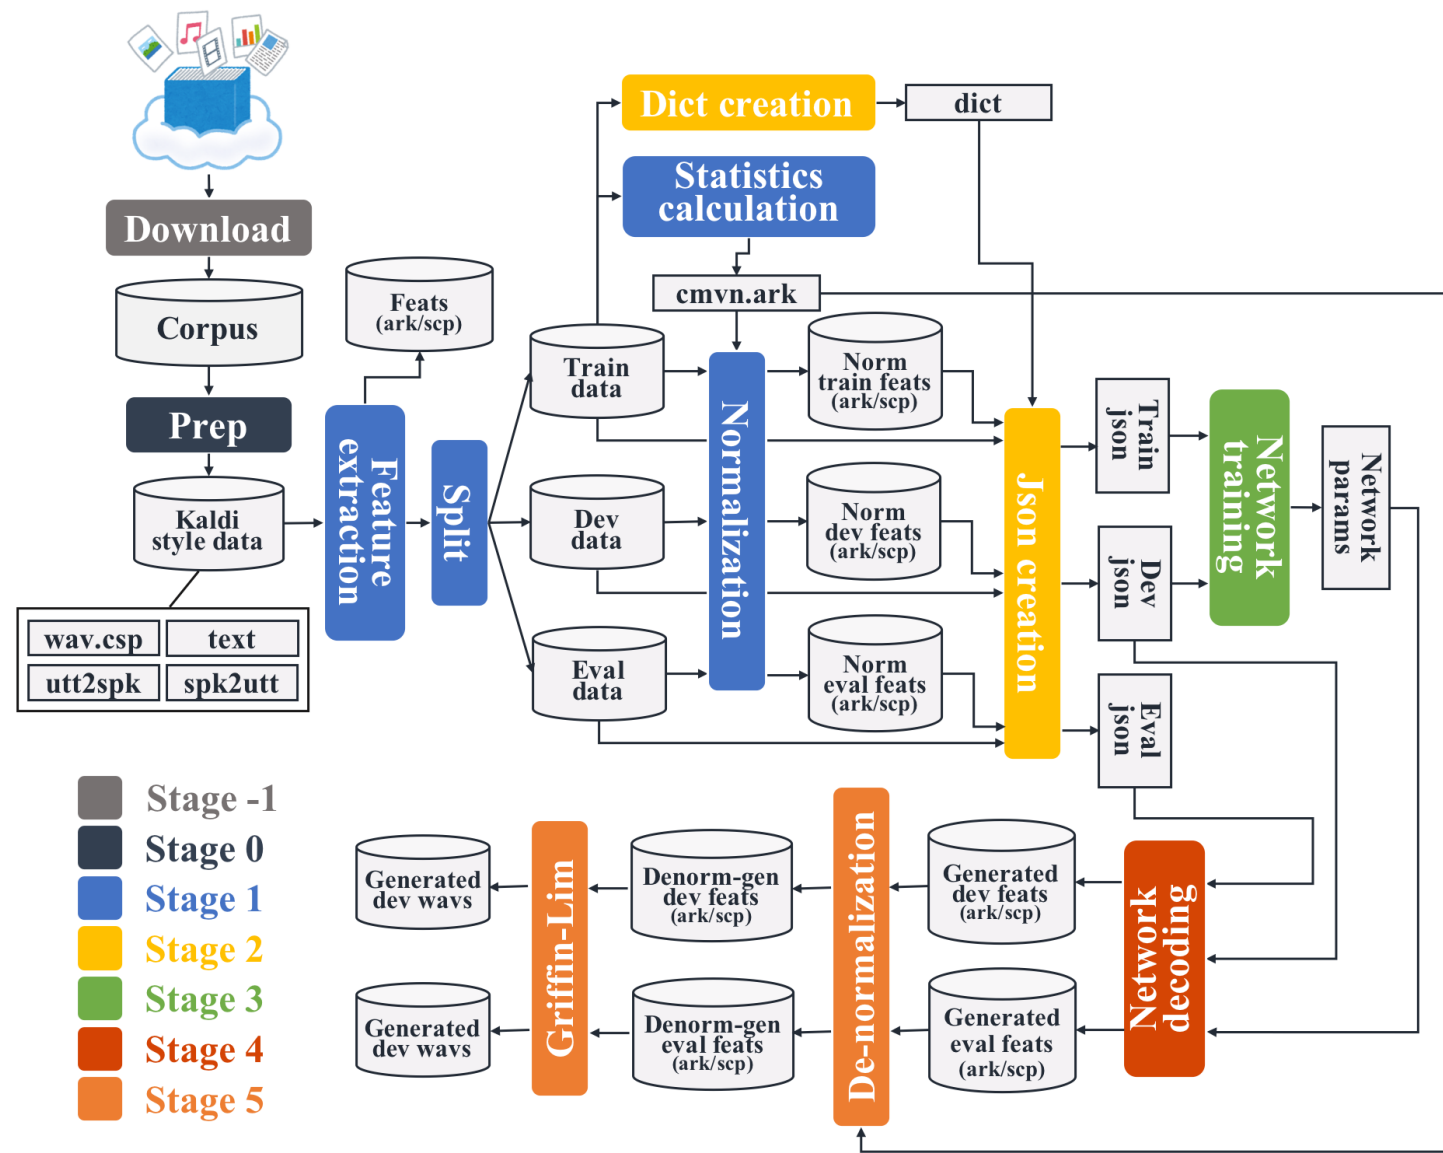 Download
Corpus
Prep
Kaldi
style data
wav.csp
text
utt2spk
spk2utt
Feats
(ark/scp)
Feature
extraction
Split
Dict creation
dict
Statistics
calculation
cmvn.ark
Train
data
Dev
data
Eval
data
Normalization
Norm
train feats
(ark/scp)
Norm
dev feats
(ark/scp)
Norm
eval feats
(ark/scp)
Json creation
Train
json
Dev
json
Eval
json
Network
training
Network
params
Network
decoding
Generated
dev feats
(ark/scp)
Generated
eval feats
(ark/scp)
De-normalization
Denorm-gen
dev feats
(ark/scp)
Denorm-gen
eval feats
(ark/scp)
Griffin-Lim
Generated
dev wavs
Generated
dev wavs
Stage -1
Stage 0
Stage 1
Stage 2
Stage 3
Stage 4
Stage 5